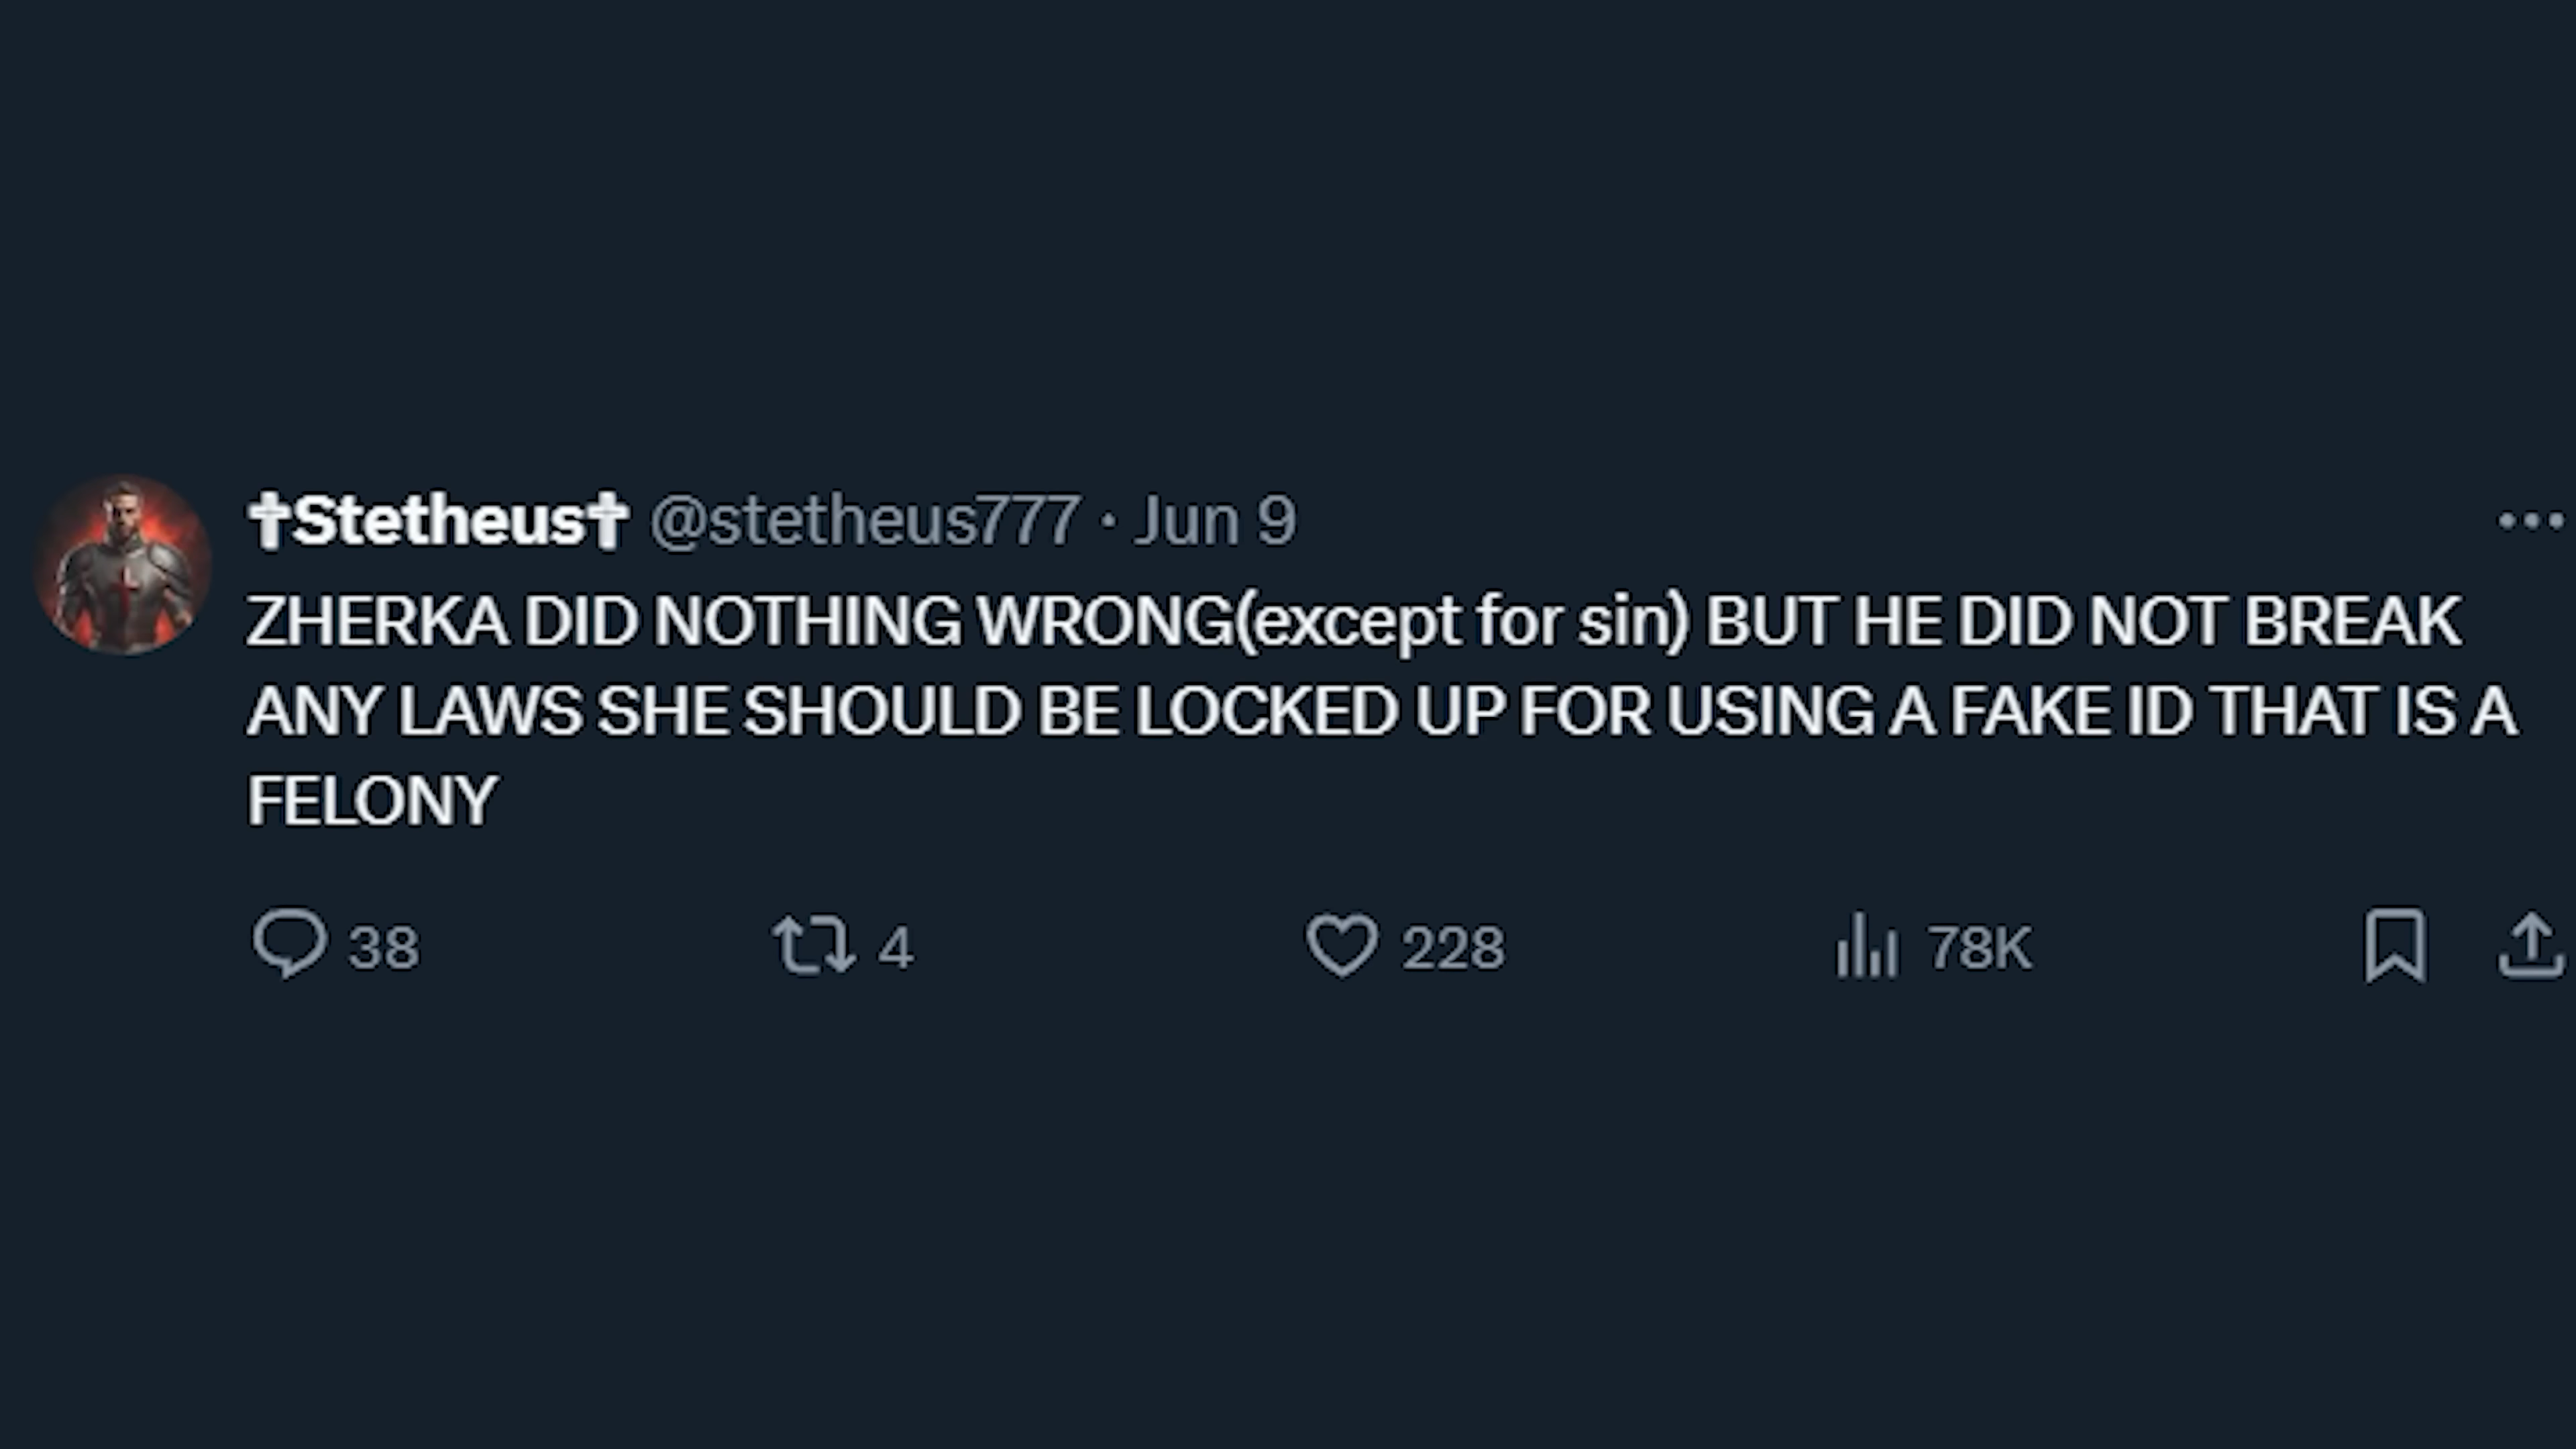 ✝Stetheus✝ @stetheus777 · Jun 9
ZHERKA DID NOTHING WRONG(except for sin) BUT HE DID NOT BREAK
ANY LAWS SHE SHOULD BE LOCKED UP FOR USING A FAKE ID THAT IS A
FELONY
38 4 228 78K